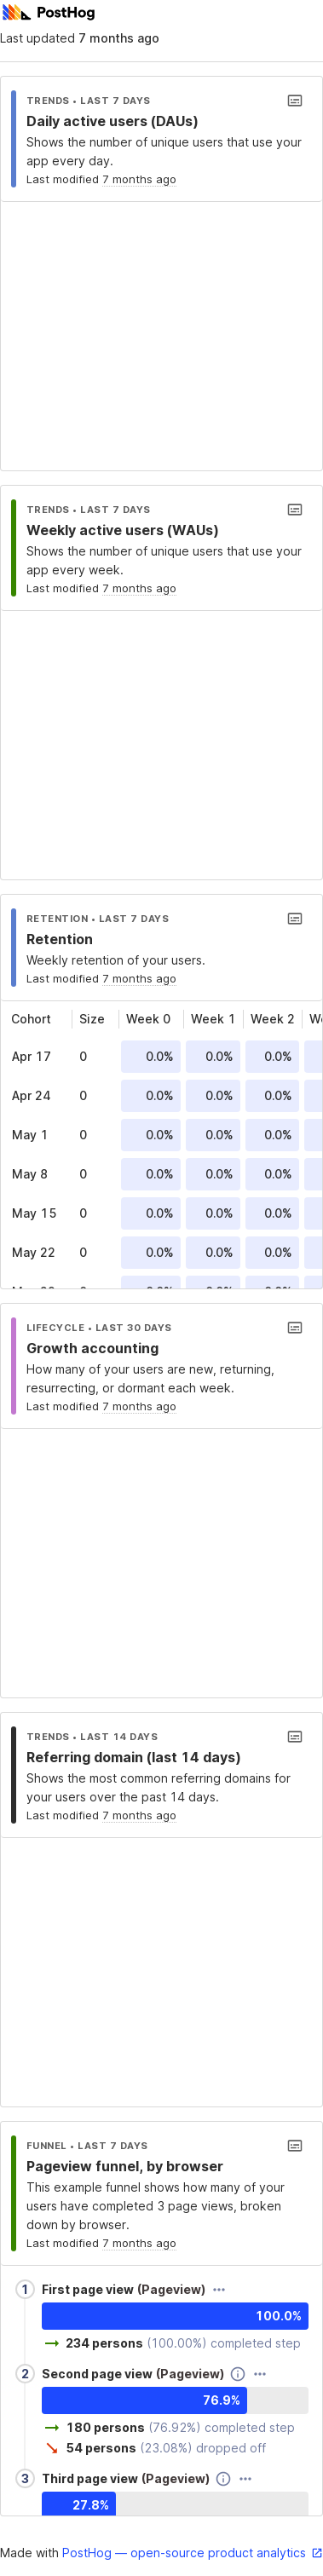 PostHog
Last updated 7 months ago
TRENDS • LAST 7 DAYS
Daily active users (DAUs)
Shows the number of unique users that use your
app every day.
Last modified 7 months ago
TRENDS • LAST 7 DAYS
Weekly active users (WAUs)
Shows the number of unique users that use your
app every week.
Last modified 7 months ago
RETENTION • LAST 7 DAYS
Retention
Weekly retention of your users.
Last modified 7 months ago
Cohort Size Week 0 Week 1 Week 2
Apr 17 0 0.0% 0.0% 0.0%
Apr 24 0 0.0% 0.0% 0.0%
May 1 0 0.0% 0.0% 0.0%
May 8 0 0.0% 0.0% 0.0%
May 15 0 0.0% 0.0% 0.0%
May 22 0 0.0% 0.0% 0.0%
LIFECYCLE • LAST 30 DAYS
Growth accounting
How many of your users are new, returning,
resurrecting, or dormant each week.
Last modified 7 months ago
TRENDS • LAST 14 DAYS
Referring domain (last 14 days)
Shows the most common referring domains for
your users over the past 14 days.
Last modified 7 months ago
FUNNEL • LAST 7 DAYS
Pageview funnel, by browser
This example funnel shows how many of your
users have completed 3 page views, broken
down by browser.
Last modified 7 months ago
1 First page view (Pageview)
100.0%
234 persons (100.00%) completed step
2 Second page view (Pageview)
76.9%
180 persons (76.92%) completed step
54 persons (23.08%) dropped off
3 Third page view (Pageview)
27.8%
Made with PostHog — open-source product analytics